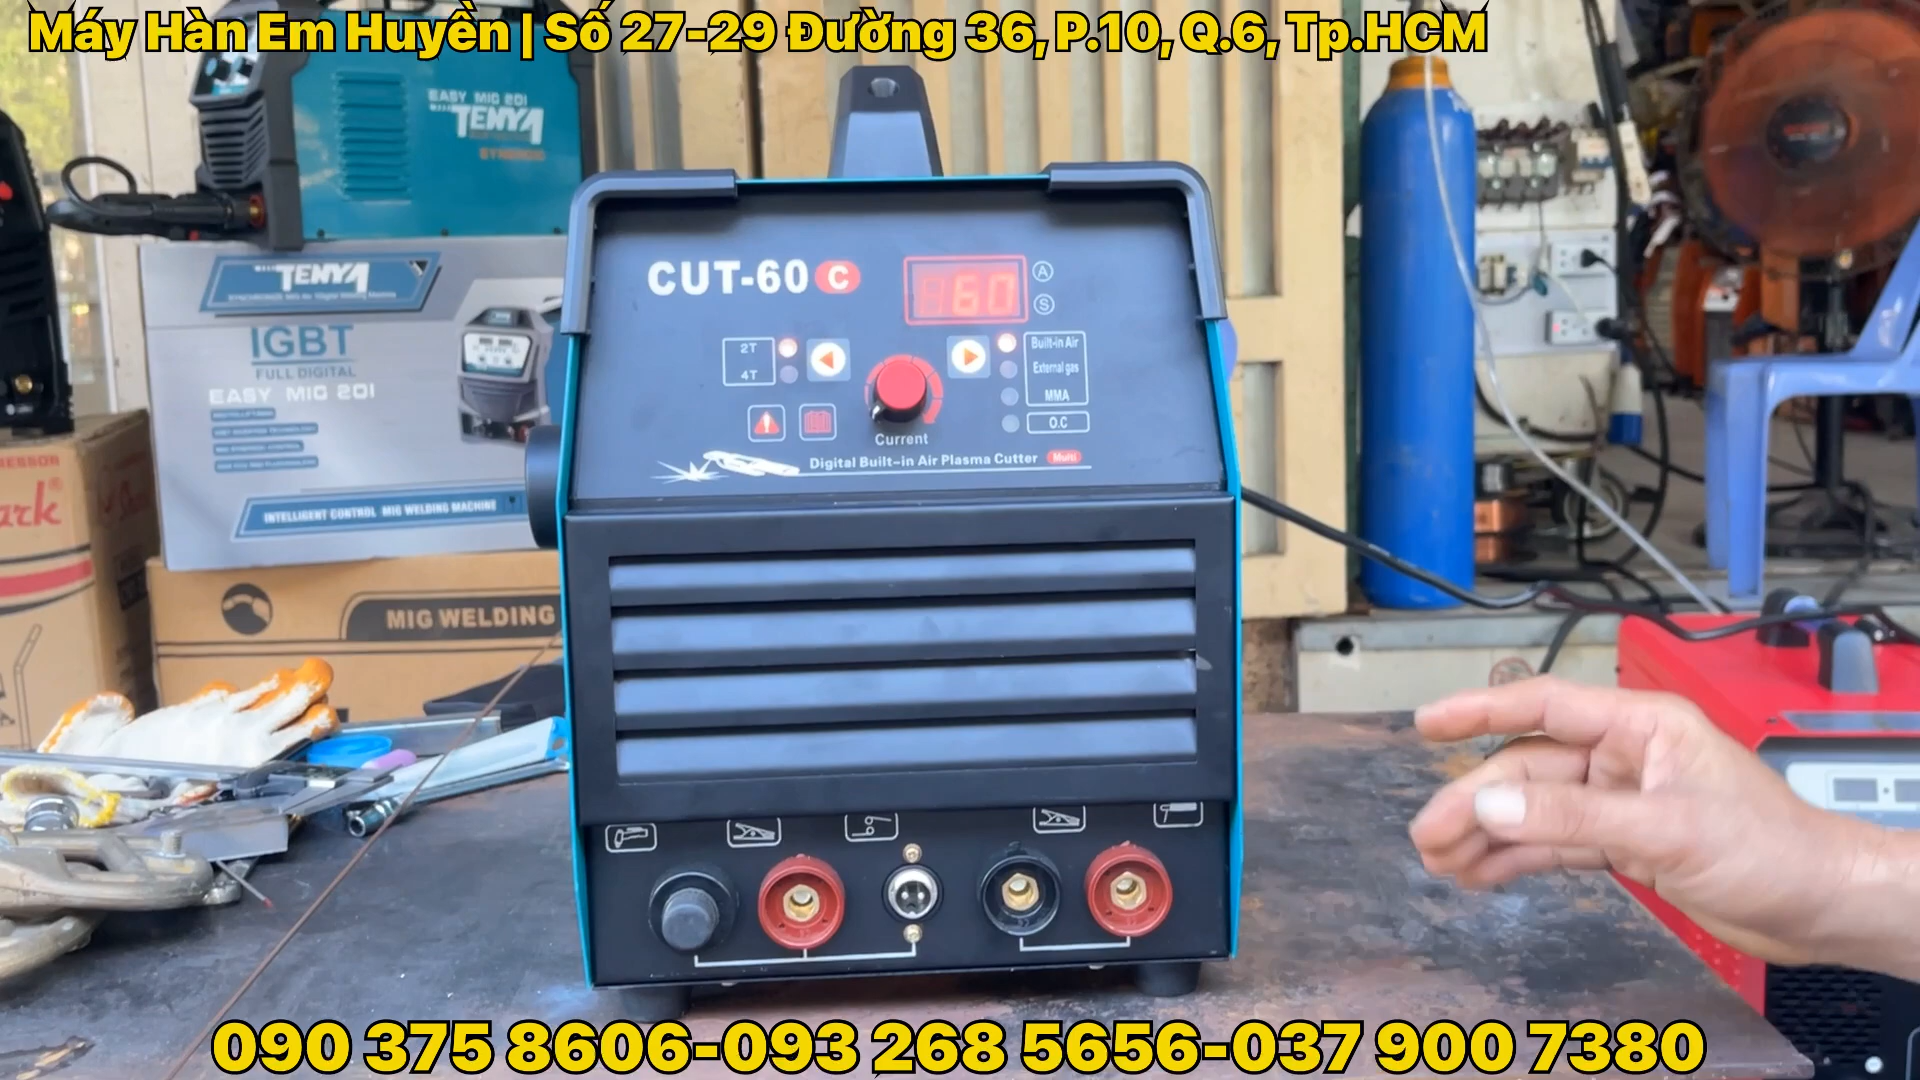 Máy Hàn Em Huyền | Số 27-29 Đường 36, P.10, Q.6, Tp.HCM
EASY MIG 201
TENYA
SYNERGIC
TENYA
IGBT
FULL DIGITAL
EASY MIG 201
INTELLIGENT CONTROL MIG WELDING MACHINE
MIG WELDING
CUT-60 C
60
A
S
2T
4T
Built-in Air
External gas
MMA
O.C
Current
Digital Built-in Air Plasma Cutter Multi
090 375 8606-093 268 5656-037 900 7380